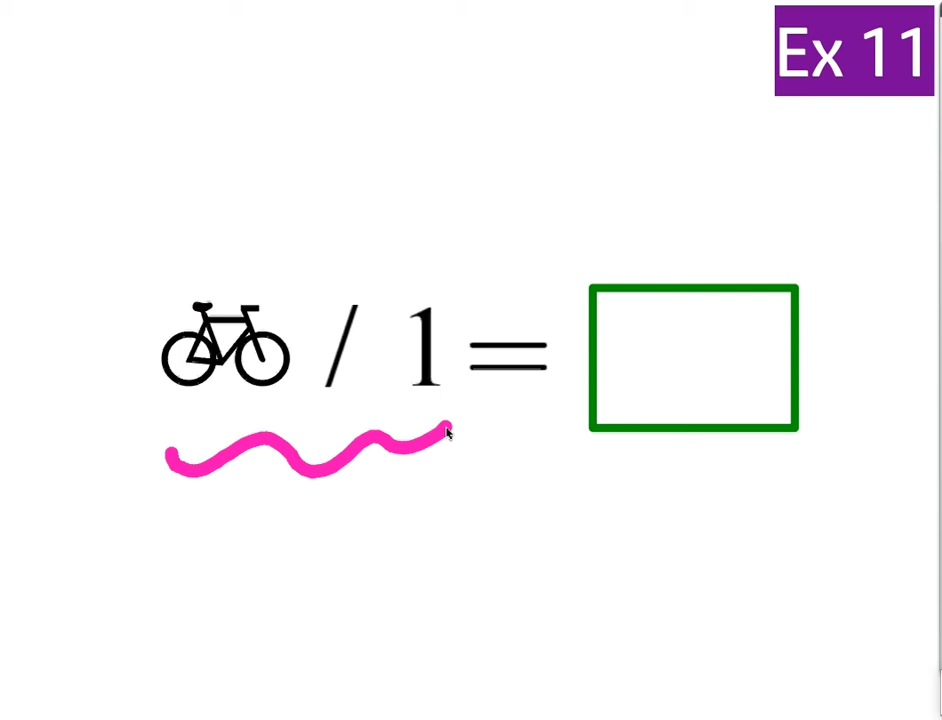 Ex 11
/ 1 =